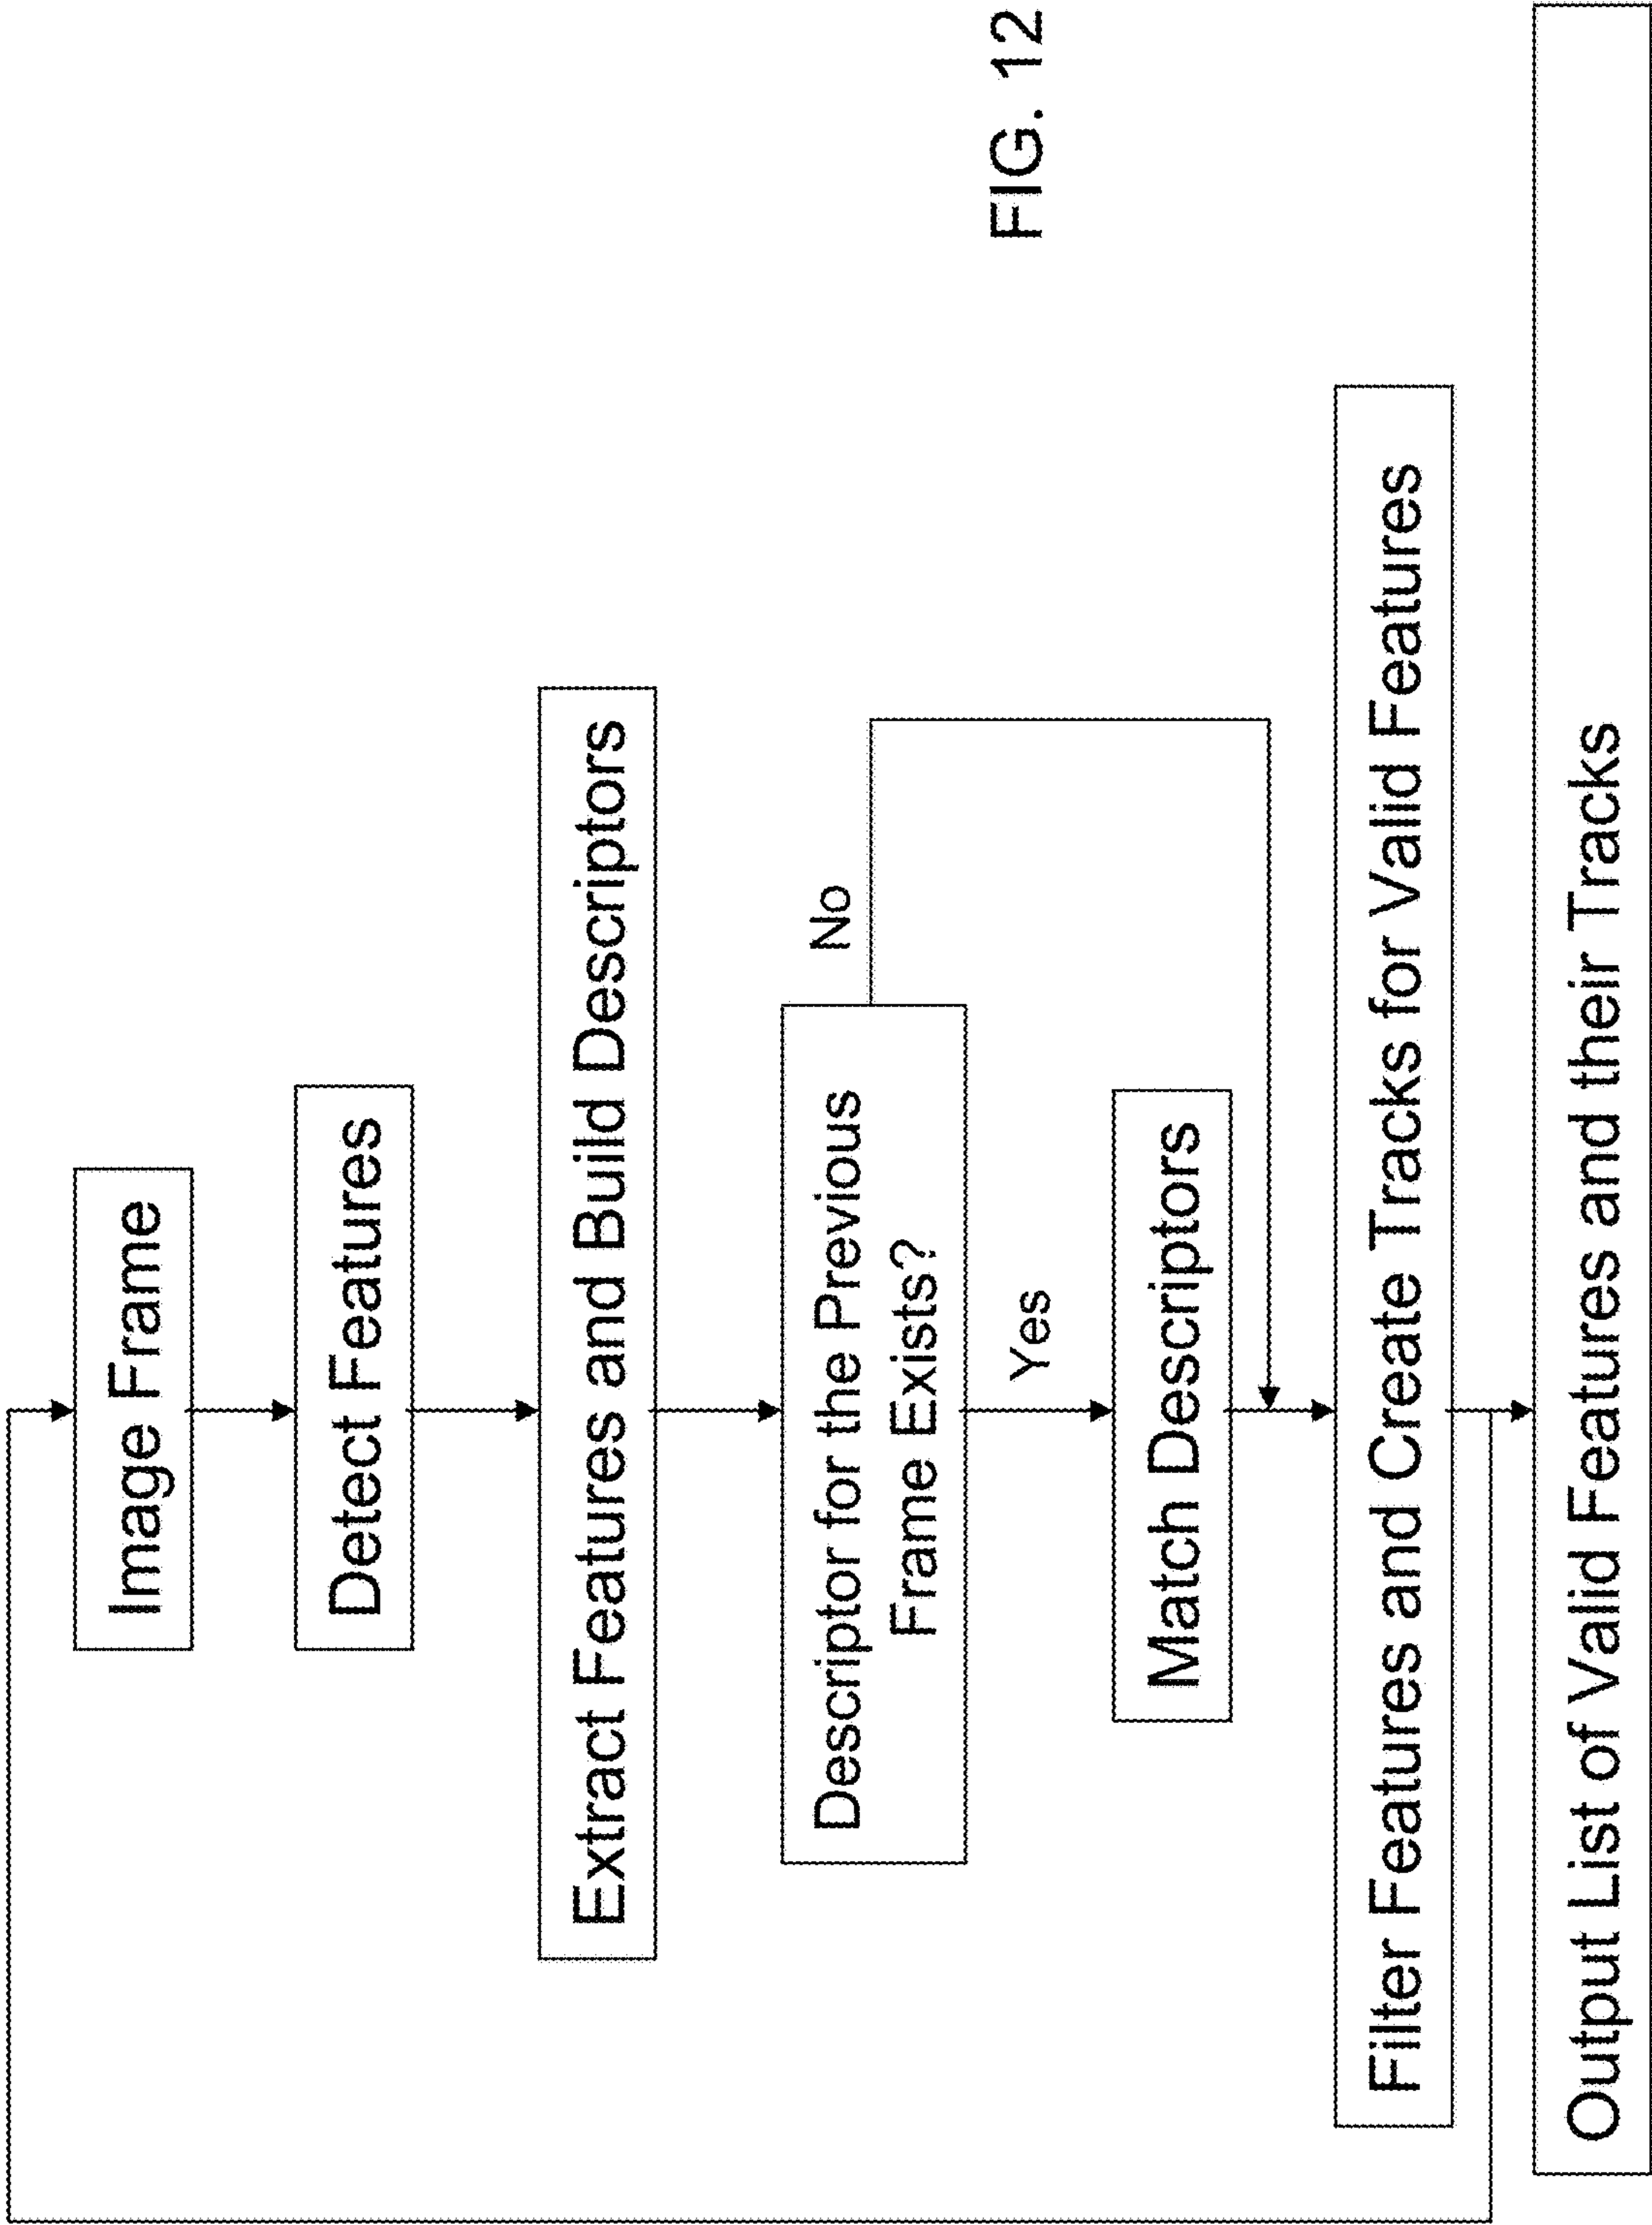 Image Frame
Detect Features
Extract Features and Build Descriptors
Descriptor for the Previous
Frame Exists?
No
Yes
Match Descriptors
Filter Features and Create Tracks for Valid Features
Output List of Valid Features and their Tracks
FIG. 12